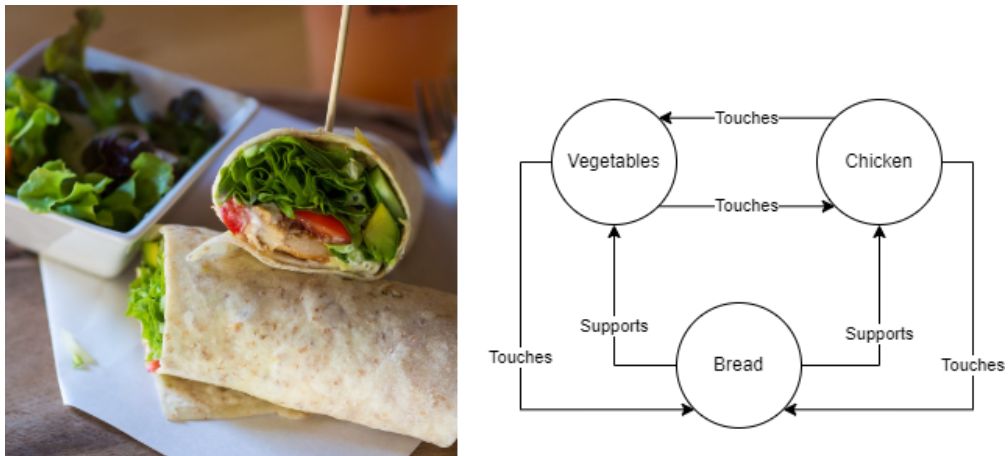 Touches
Vegetables
Chicken
Touches
Supports
Supports
Touches
Bread
Touches